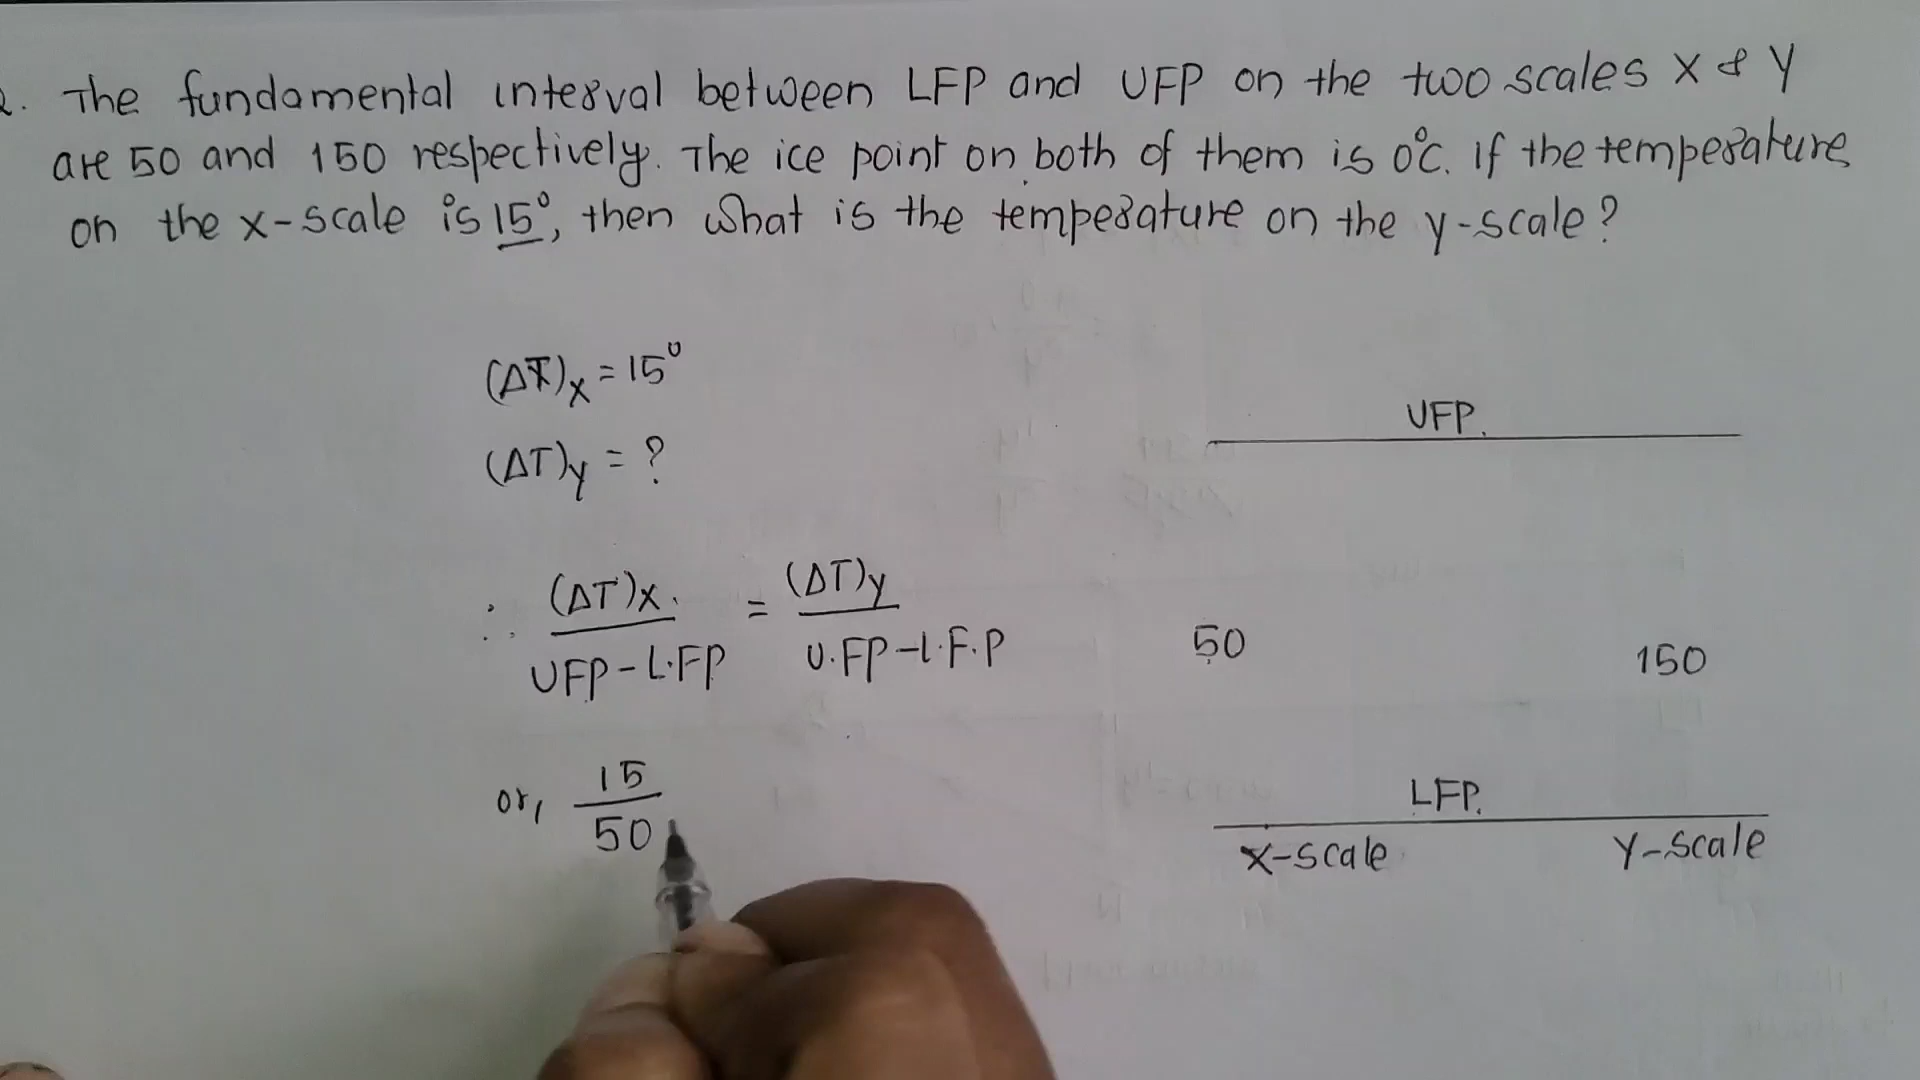 2. The fundamental interval between LFP and UFP on the two scales X & Y
are 50 and 150 respectively. The ice point on both of them is 0°C. If the temperature
on the x-scale is 15°, then what is the temperature on the y-scale?
(ΔT)x = 15°
(ΔT)y = ?
∴ (ΔT)x / UFP - L.FP = (ΔT)y / U.FP - L.F.P
or, 15 / 50
UFP.
50 150
LFP.
x-scale Y-scale